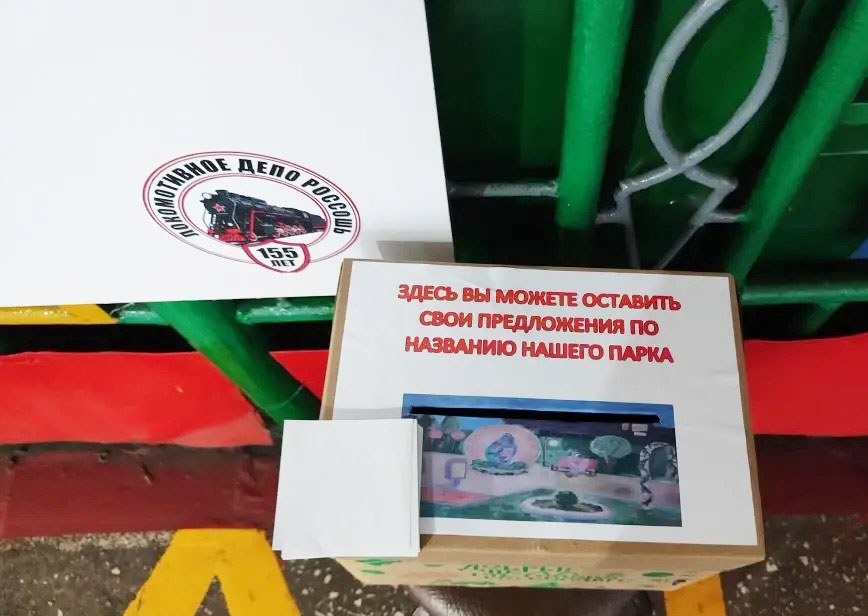 ЛОКОМОТИВНОЕ ДЕПО РОССОШЬ
155
ЛЕТ
ЗДЕСЬ ВЫ МОЖЕТЕ ОСТАВИТЬ
СВОИ ПРЕДЛОЖЕНИЯ ПО
НАЗВАНИЮ НАШЕГО ПАРКА